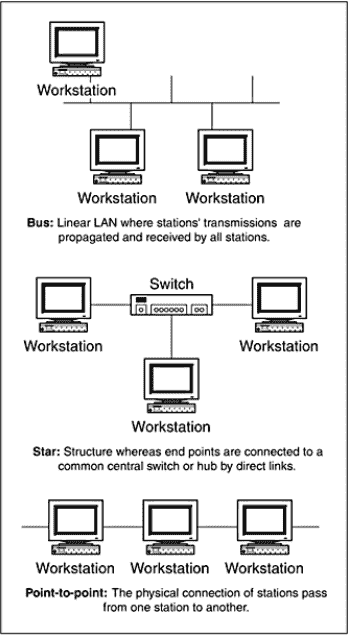 Workstation
Workstation
Workstation
Bus: Linear LAN where stations' transmissions are
propagated and received by all stations.
Switch
Workstation
Workstation
Workstation
Star: Structure whereas end points are connected to a
common central switch or hub by direct links.
Workstation
Workstation
Workstation
Point-to-point: The physical connection of stations pass
from one station to another.